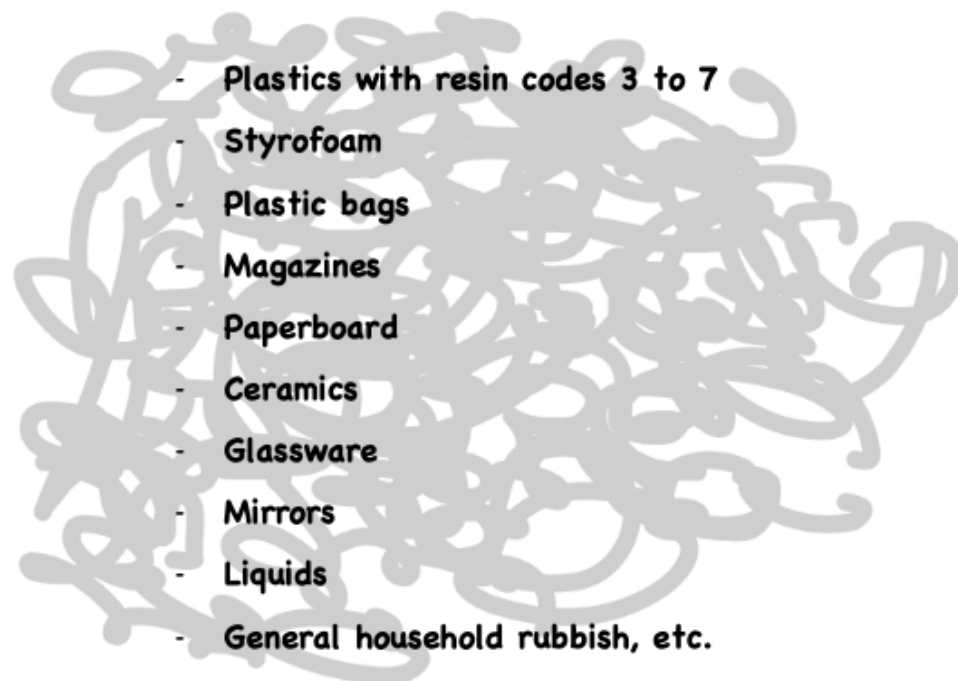 - Plastics with resin codes 3 to 7
- Styrofoam
- Plastic bags
- Magazines
- Paperboard
- Ceramics
- Glassware
- Mirrors
- Liquids
- General household rubbish, etc.